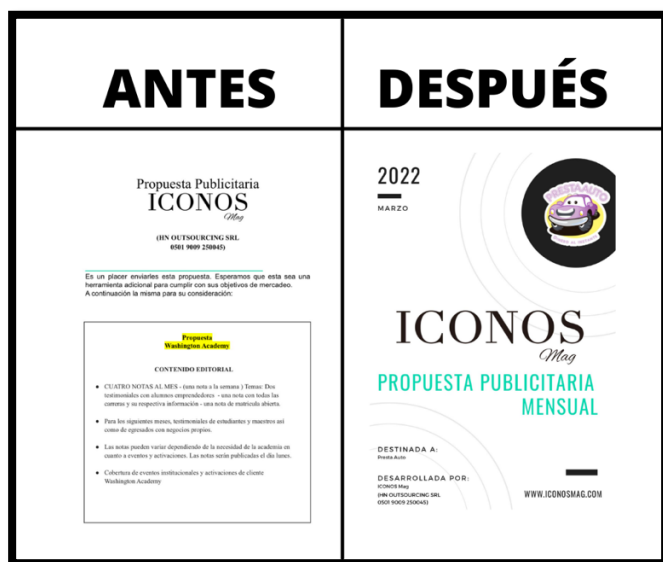 ANTES
DESPUÉS
Propuesta Publicitaria
ICONOS
Mag
(HN OUTSOURCING SRL
0501 9009 250045)
Es un placer enviarles esta propuesta. Esperamos que esta sea una
herramienta adicional para cumplir con sus objetivos de mercadeo.
A continuación la misma para su consideración:
Propuesta
Washington Academy
CONTENIDO EDITORIAL
● CUATRO NOTAS AL MES - (una nota a la semana ) Temas: Dos
testimoniales con alumnos emprendedores - una nota con todas las
carreras y su respectiva información - una nota de matrícula abierta.
● Para los siguientes meses, testimoniales de estudiantes y maestros así
como de egresados con negocios propios.
● Las notas pueden variar dependiendo de la necesidad de la academia en
cuanto a eventos y activaciones. Las notas serán publicadas el día lunes.
● Cobertura de eventos institucionales y activaciones de cliente
Washington Academy
2022
MARZO
PRESTAAUTO
ICONOS
Mag
PROPUESTA PUBLICITARIA
MENSUAL
DESTINADA A:
Presta Auto
DESARROLLADA POR:
ICONOS Mag
(HN OUTSOURCING SRL
0501 9009 250045)
WWW.ICONOSMAG.COM